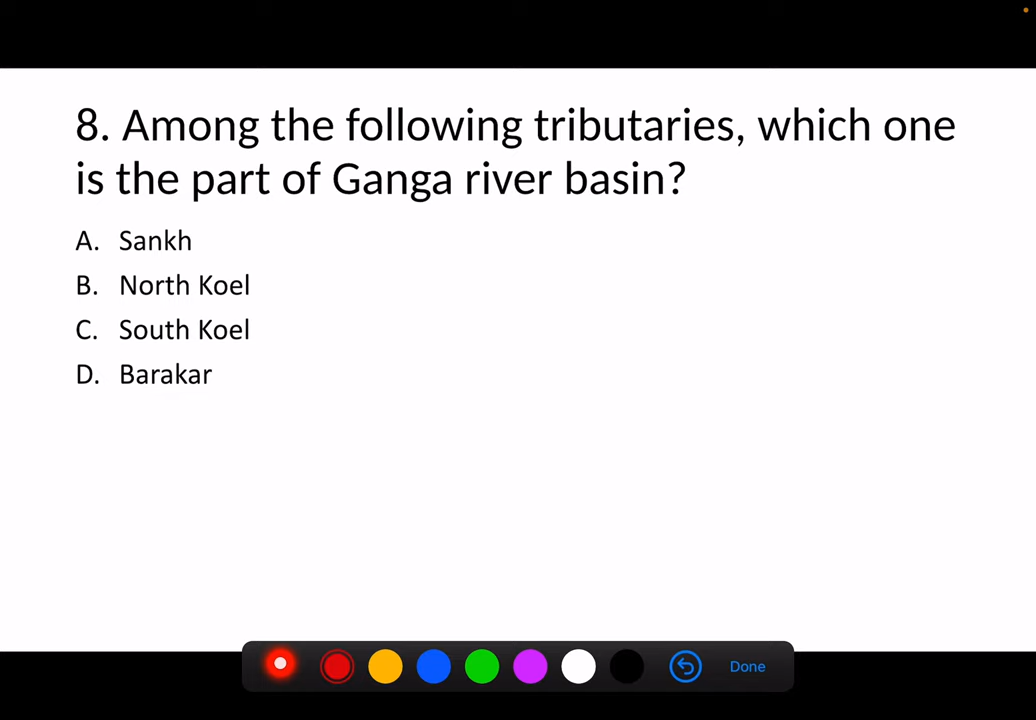 8. Among the following tributaries, which one
is the part of Ganga river basin?
A. Sankh
B. North Koel
C. South Koel
D. Barakar
Done